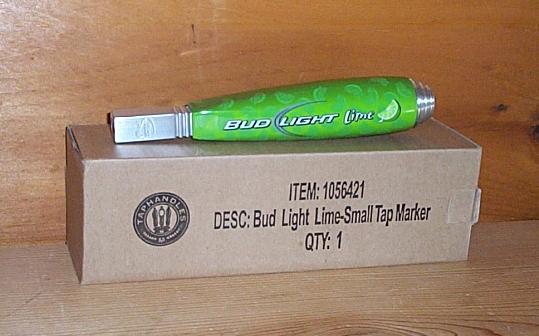 BUD LIGHT Lime
TAPHANDLES
ITEM: 1056421
DESC: Bud Light Lime-Small Tap Marker
QTY: 1